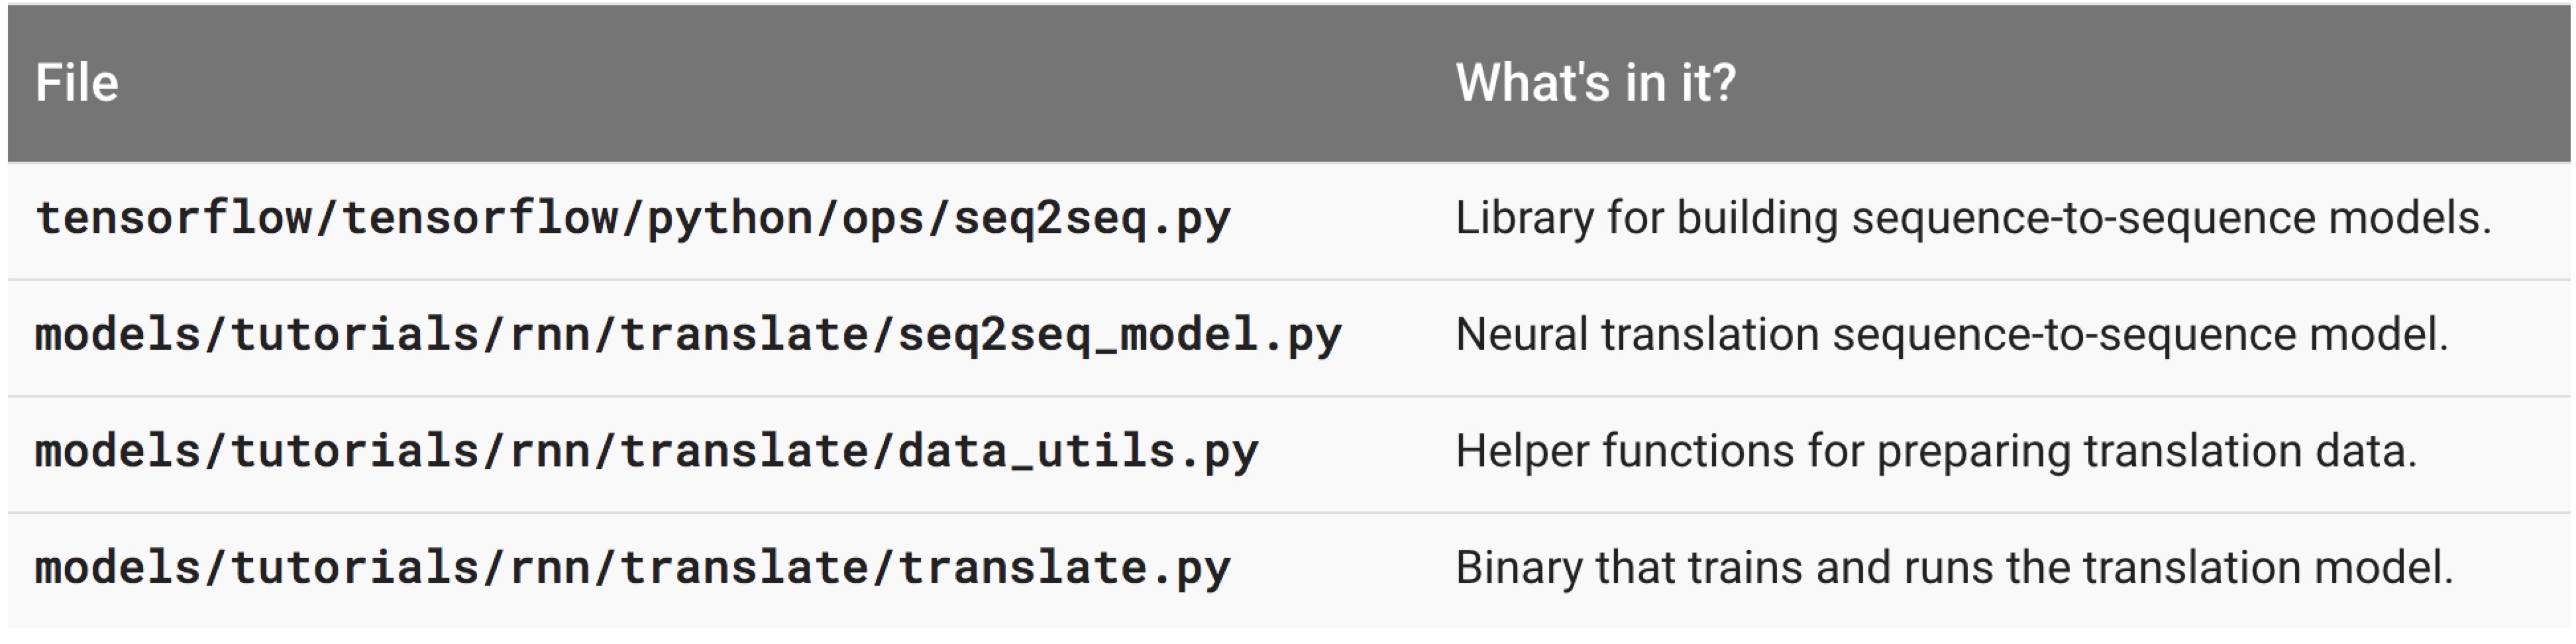 File What's in it?
tensorflow/tensorflow/python/ops/seq2seq.py Library for building sequence-to-sequence models.
models/tutorials/rnn/translate/seq2seq_model.py Neural translation sequence-to-sequence model.
models/tutorials/rnn/translate/data_utils.py Helper functions for preparing translation data.
models/tutorials/rnn/translate/translate.py Binary that trains and runs the translation model.